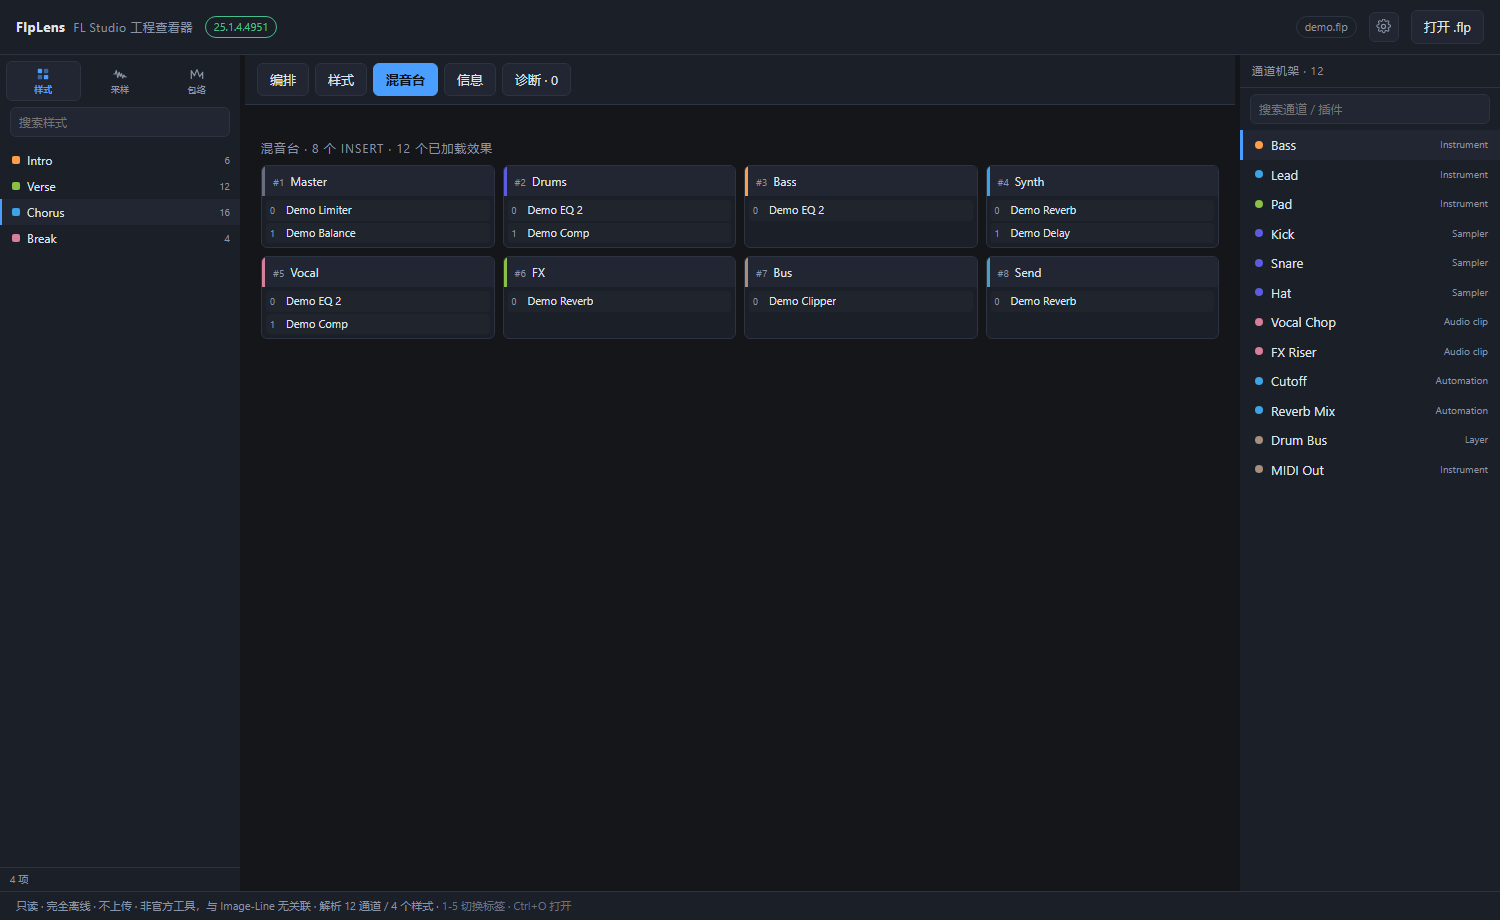 FlpLens FL Studio 工程查看器 25.1.4.4951 demo.flp 打开 .flp
样式 采样 包络
搜索样式
Intro 6
Verse 12
Chorus 16
Break 4
4 项
编排 样式 混音台 信息 诊断 · 0
混音台 · 8 个 INSERT · 12 个已加载效果
#1 Master
0 Demo Limiter
1 Demo Balance
#2 Drums
0 Demo EQ 2
1 Demo Comp
#3 Bass
0 Demo EQ 2
#4 Synth
0 Demo Reverb
1 Demo Delay
#5 Vocal
0 Demo EQ 2
1 Demo Comp
#6 FX
0 Demo Reverb
#7 Bus
0 Demo Clipper
#8 Send
0 Demo Reverb
通道机架 · 12
搜索通道 / 插件
Bass Instrument
Lead Instrument
Pad Instrument
Kick Sampler
Snare Sampler
Hat Sampler
Vocal Chop Audio clip
FX Riser Audio clip
Cutoff Automation
Reverb Mix Automation
Drum Bus Layer
MIDI Out Instrument
只读 · 完全离线 · 不上传 · 非官方工具，与 Image-Line 无关联 · 解析 12 通道 / 4 个样式 · 1-5 切换标签 · Ctrl+O 打开